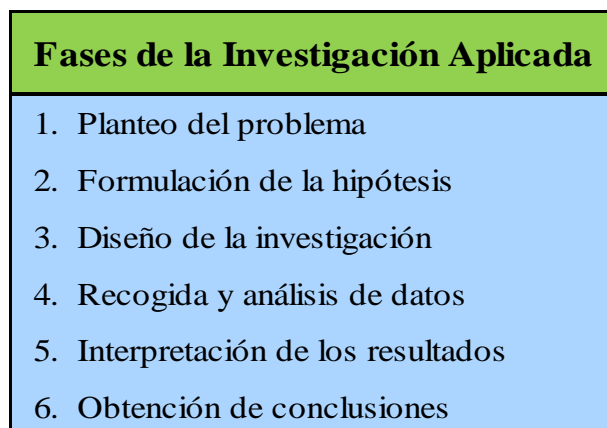 Fases de la Investigación Aplicada
1. Planteo del problema
2. Formulación de la hipótesis
3. Diseño de la investigación
4. Recogida y análisis de datos
5. Interpretación de los resultados
6. Obtención de conclusiones